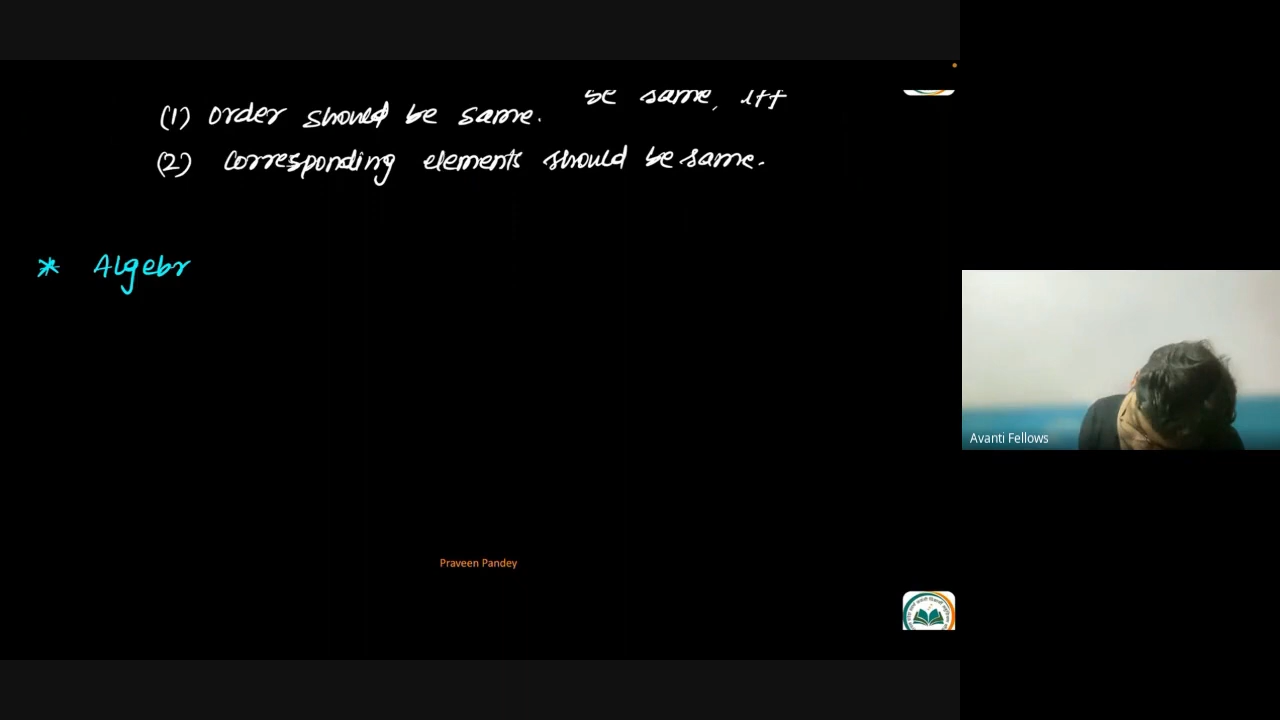 be same, iff
(1) Order should be same.
(2) Corresponding elements should be same.
* Algebr
Avanti Fellows
Praveen Pandey